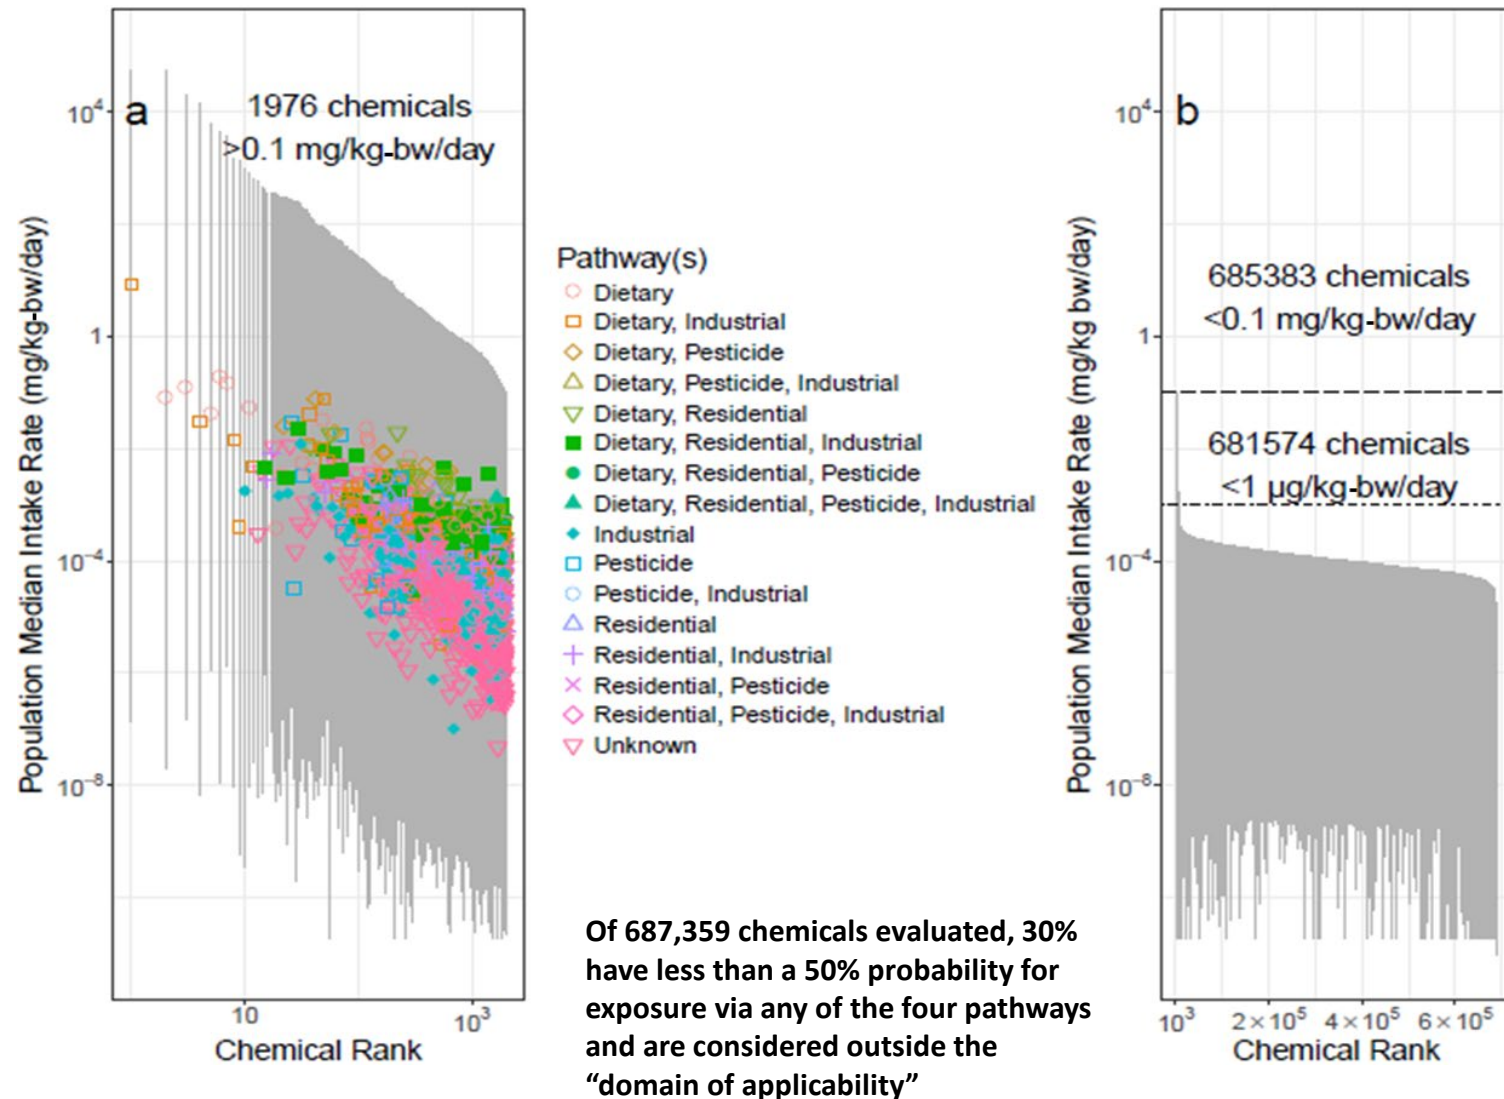 a
1976 chemicals
>0.1 mg/kg-bw/day
Population Median Intake Rate (mg/kg-bw/day)
10⁴
1
10⁻⁴
10⁻⁸
10
10³
Chemical Rank
Pathway(s)
Dietary
Dietary, Industrial
Dietary, Pesticide
Dietary, Pesticide, Industrial
Dietary, Residential
Dietary, Residential, Industrial
Dietary, Residential, Pesticide
Dietary, Residential, Pesticide, Industrial
Industrial
Pesticide
Pesticide, Industrial
Residential
Residential, Industrial
Residential, Pesticide
Residential, Pesticide, Industrial
Unknown
Of 687,359 chemicals evaluated, 30%
have less than a 50% probability for
exposure via any of the four pathways
and are considered outside the
“domain of applicability”
b
685383 chemicals
<0.1 mg/kg-bw/day
681574 chemicals
<1 µg/kg-bw/day
Population Median Intake Rate (mg/kg bw/day)
10⁴
1
10⁻⁴
10⁻⁸
10³
2×10⁵
4×10⁵
6×10⁵
Chemical Rank